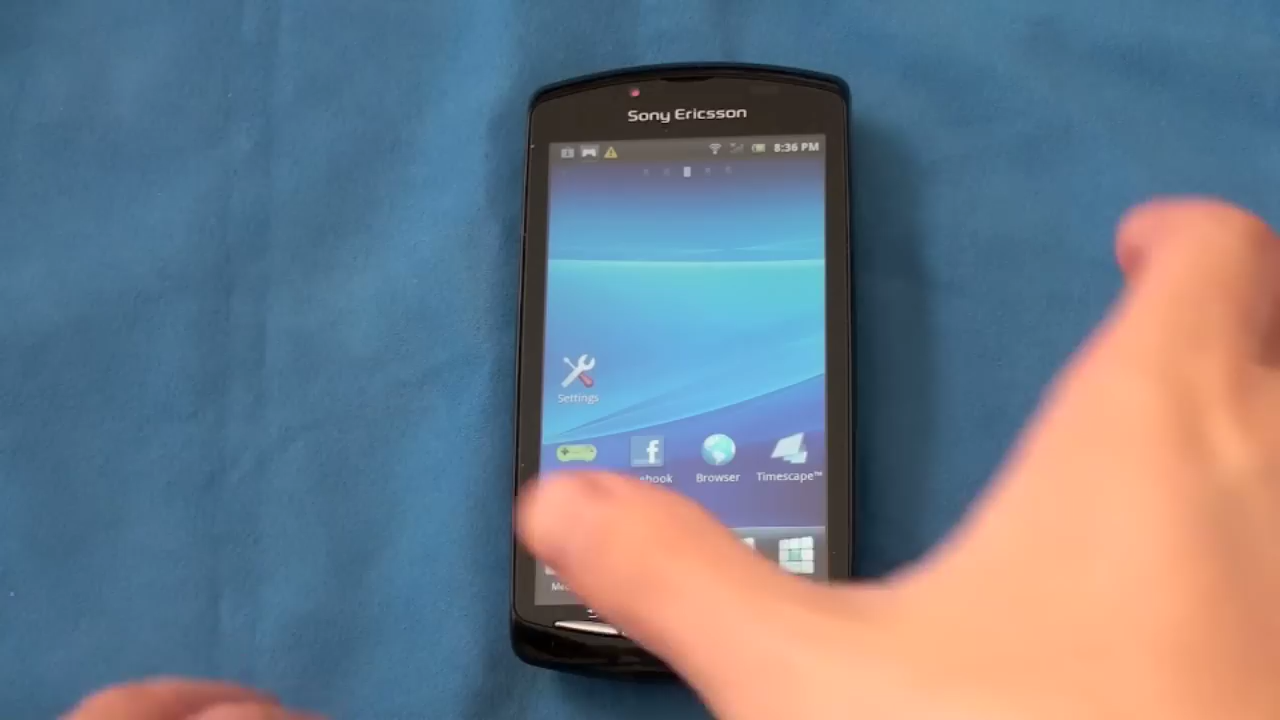 Sony Ericsson
8:36 PM
Settings
Browser
Timescape™